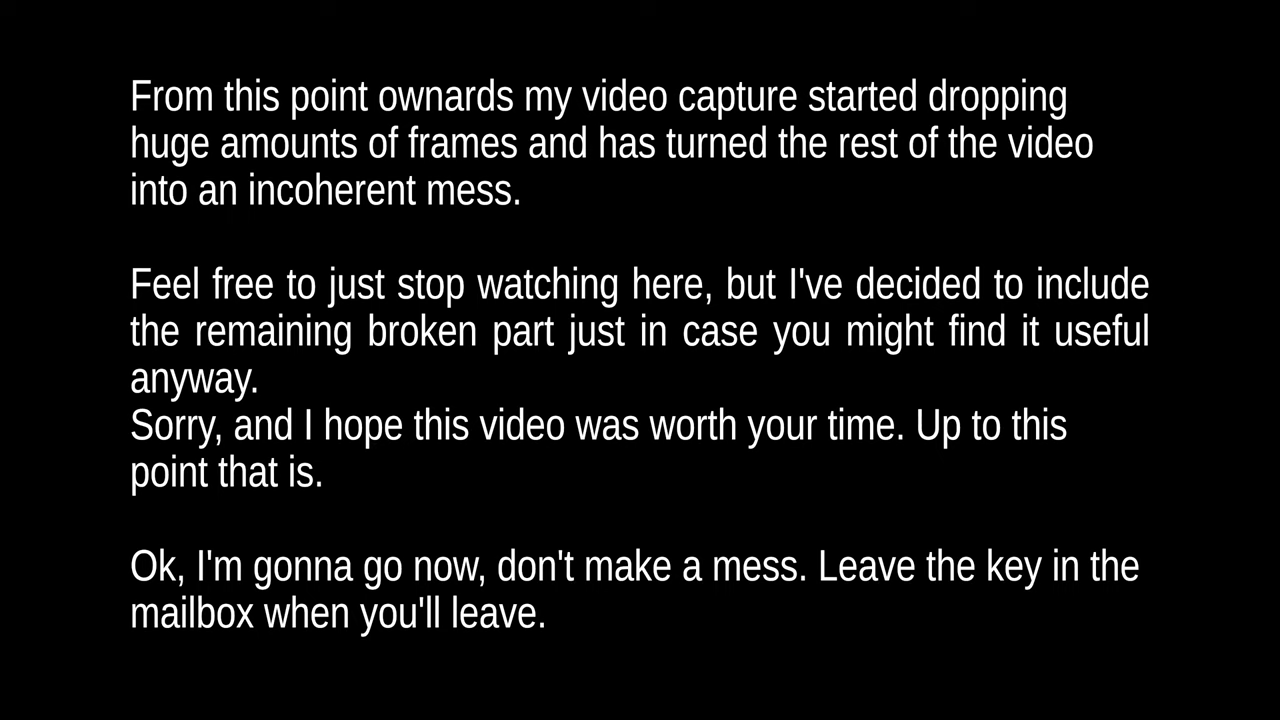 From this point ownards my video capture started dropping
huge amounts of frames and has turned the rest of the video
into an incoherent mess.
Feel free to just stop watching here, but I've decided to include
the remaining broken part just in case you might find it useful
anyway.
Sorry, and I hope this video was worth your time. Up to this
point that is.
Ok, I'm gonna go now, don't make a mess. Leave the key in the
mailbox when you'll leave.